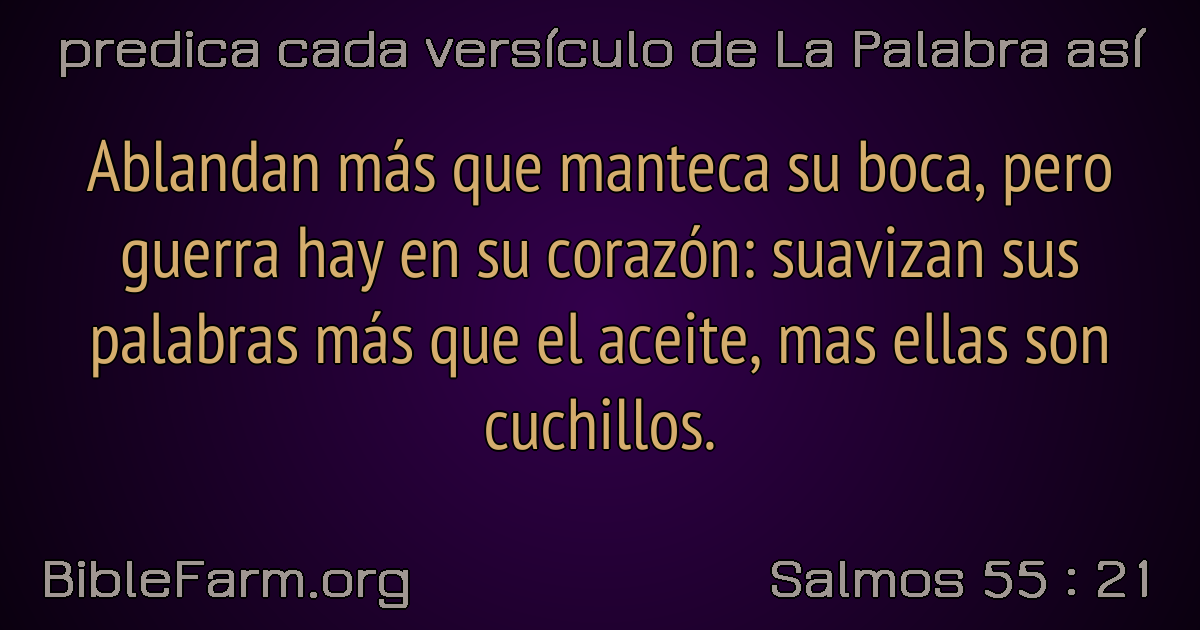 predica cada versículo de La Palabra así
Ablandan más que manteca su boca, pero
guerra hay en su corazón: suavizan sus
palabras más que el aceite, mas ellas son
cuchillos.
BibleFarm.org
Salmos 55 : 21